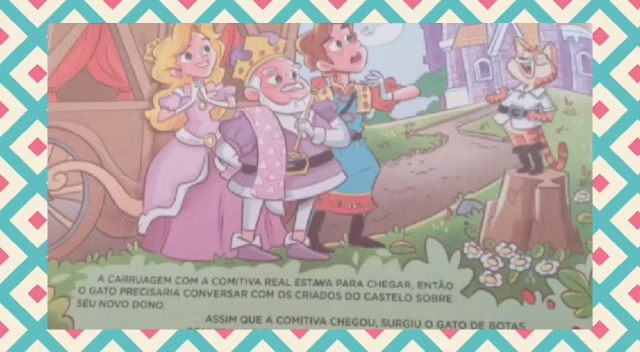 A CARRUAGEM COM A COMITIVA REAL ESTAVA PARA CHEGAR, ENTÃO
O GATO PRECISARIA CONVERSAR COM OS CRIADOS DO CASTELO SOBRE
SEU NOVO DONO.
ASSIM QUE A COMITIVA CHEGOU, SURGIU O GATO DE BOTAS